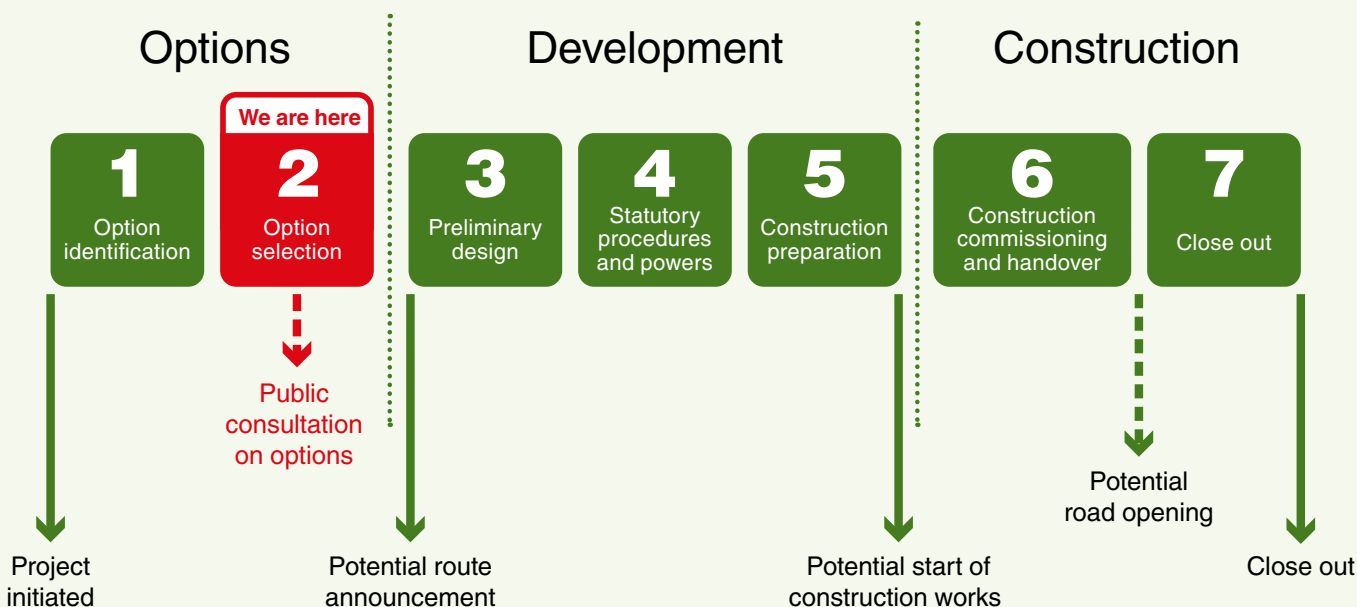 Options
Development
Construction
We are here
1
Option
identification
2
Option
selection
3
Preliminary
design
4
Statutory
procedures
and powers
5
Construction
preparation
6
Construction
commissioning
and handover
7
Close out
Public
consultation
on options
Potential
road opening
Project
initiated
Potential route
announcement
Potential start of
construction works
Close out